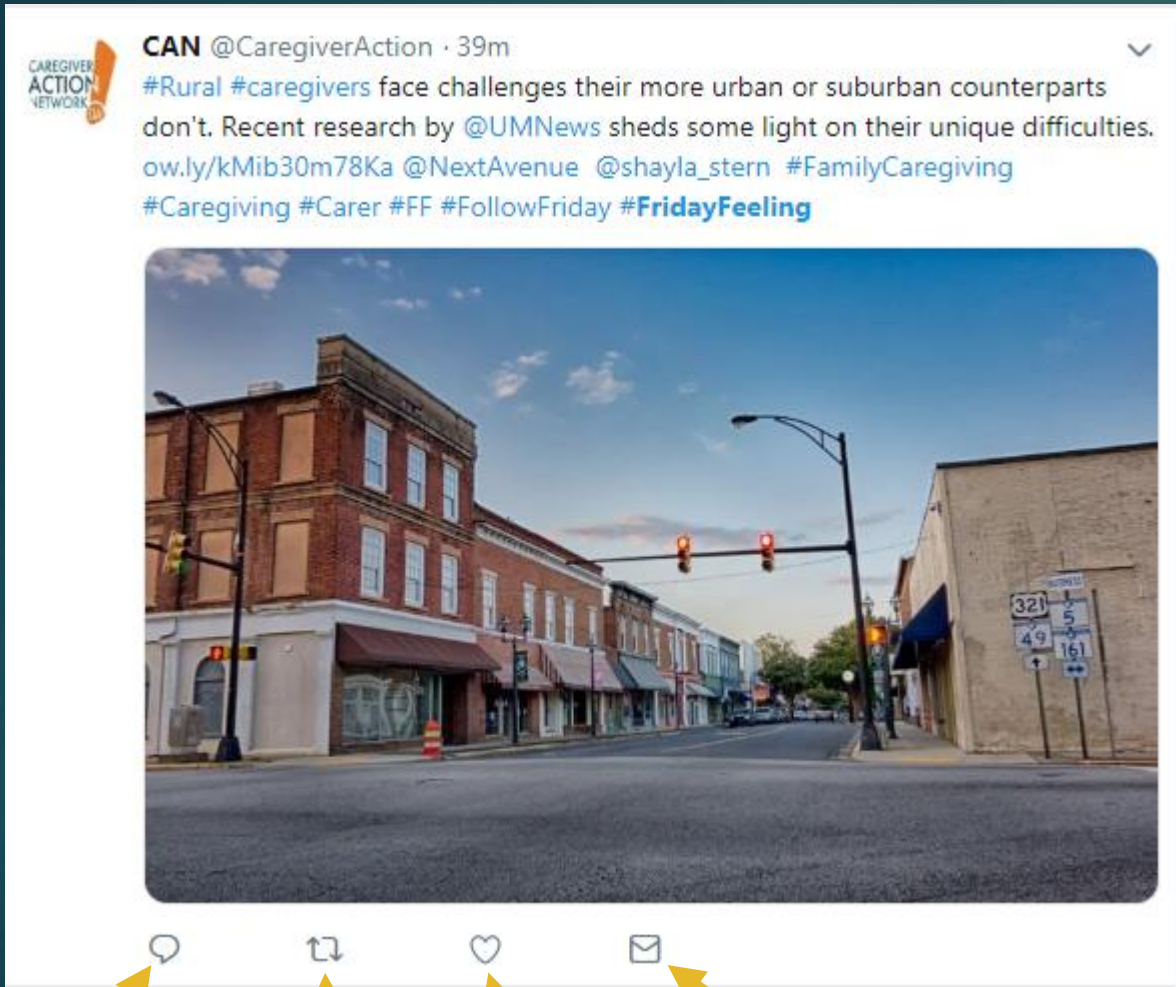 CAREGIVER
ACTION
NETWORK
CAN @CaregiverAction · 39m
#Rural #caregivers face challenges their more urban or suburban counterparts
don't. Recent research by @UMNews sheds some light on their unique difficulties.
ow.ly/kMib30m78Ka @NextAvenue @shayla_stern #FamilyCaregiving
#Caregiving #Carer #FF #FollowFriday #FridayFeeling
321
49
BUSINESS
5
161